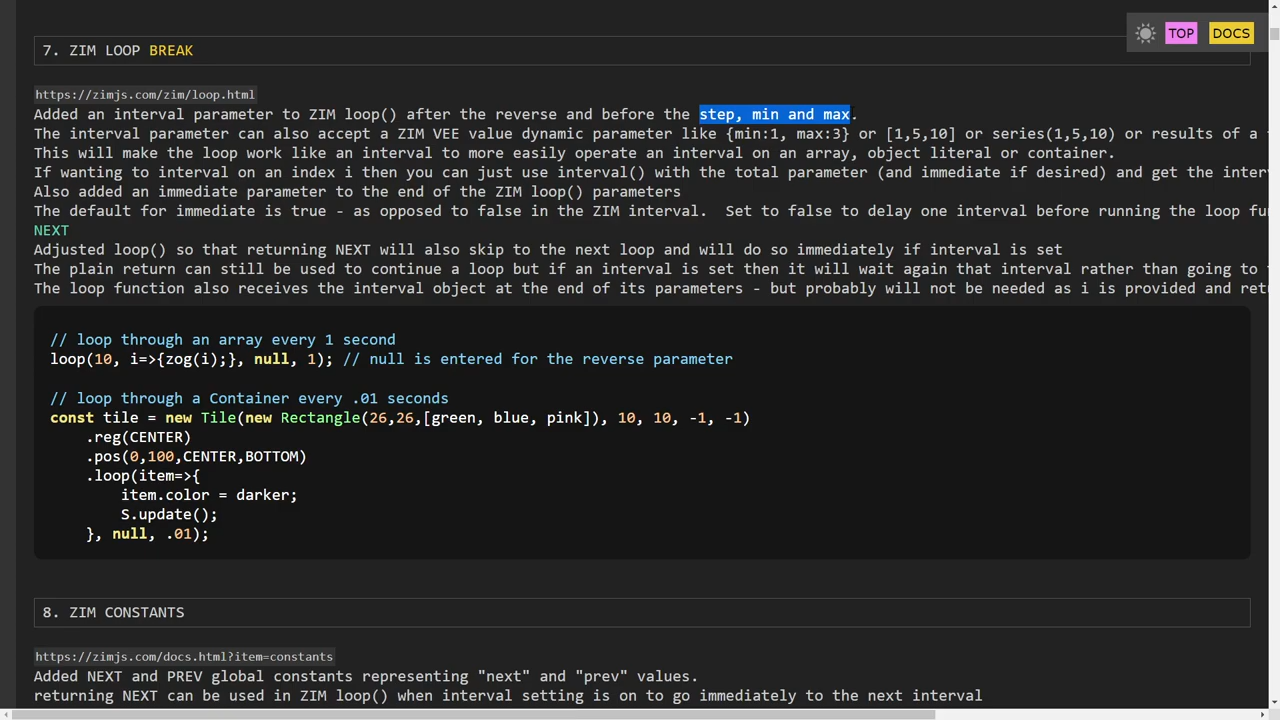 TOP DOCS
7. ZIM LOOP BREAK
https://zimjs.com/zim/loop.html
Added an interval parameter to ZIM loop() after the reverse and before the step, min and max.
The interval parameter can also accept a ZIM VEE value dynamic parameter like {min:1, max:3} or [1,5,10] or series(1,5,10) or results of a
This will make the loop work like an interval to more easily operate an interval on an array, object literal or container.
If wanting to interval on an index i then you can just use interval() with the total parameter (and immediate if desired) and get the
Also added an immediate parameter to the end of the ZIM loop() parameters
The default for immediate is true - as opposed to false in the ZIM interval.  Set to false to delay one interval before running the loop
NEXT
Adjusted loop() so that returning NEXT will also skip to the next loop and will do so immediately if interval is set
The plain return can still be used to continue a loop but if an interval is set then it will wait again that interval rather than going to
The loop function also receives the interval object at the end of its parameters - but probably will not be needed as i is provided and
// loop through an array every 1 second
loop(10, i=>{zog(i);}, null, 1); // null is entered for the reverse parameter
// loop through a Container every .01 seconds
const tile = new Tile(new Rectangle(26,26,[green, blue, pink]), 10, 10, -1, -1)
.reg(CENTER)
.pos(0,100,CENTER,BOTTOM)
.loop(item=>{
item.color = darker;
S.update();
}, null, .01);
8. ZIM CONSTANTS
https://zimjs.com/docs.html?item=constants
Added NEXT and PREV global constants representing "next" and "prev" values.
returning NEXT can be used in ZIM loop() when interval setting is on to go immediately to the next interval